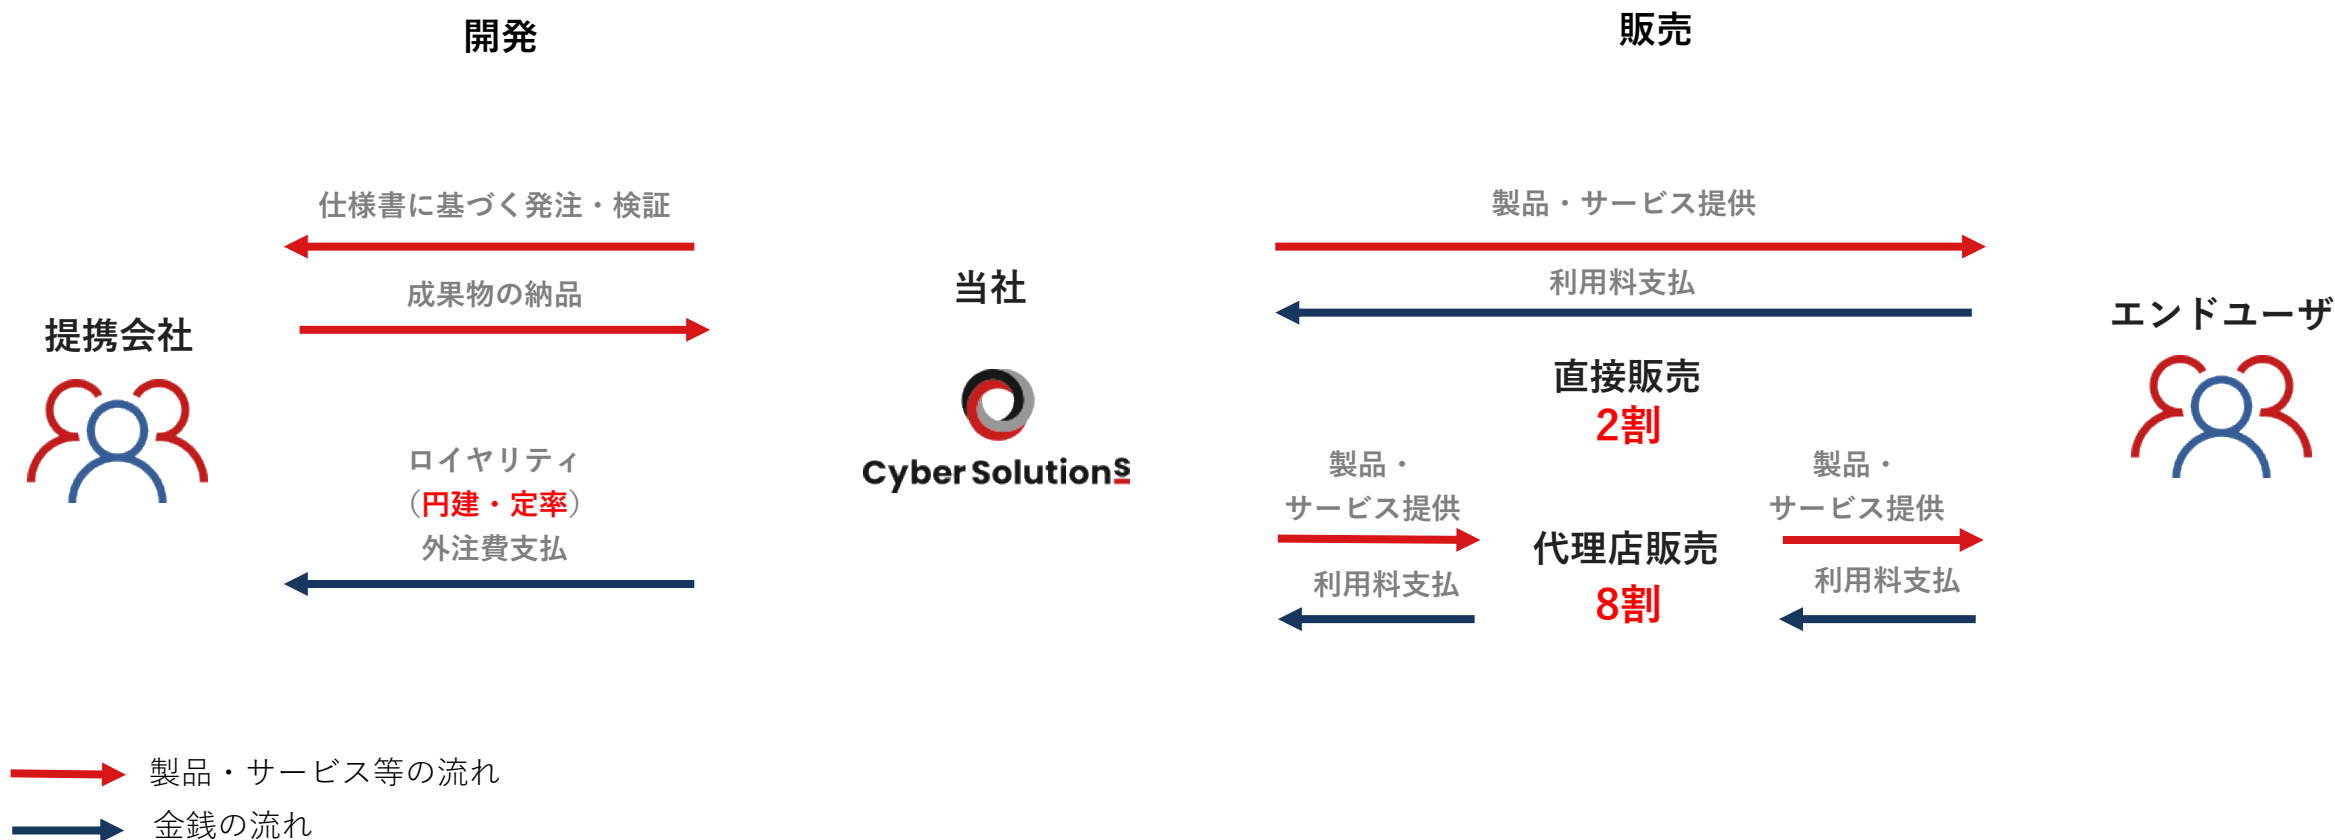 開発
販売
仕様書に基づく発注・検証
成果物の納品
提携会社
ロイヤリティ
(円建・定率)
外注費支払
当社
Cyber Solutions
製品・サービス提供
利用料支払
直接販売
2割
製品・
サービス提供
利用料支払
代理店販売
8割
製品・
サービス提供
利用料支払
エンドユーザ
製品・サービス等の流れ
金銭の流れ